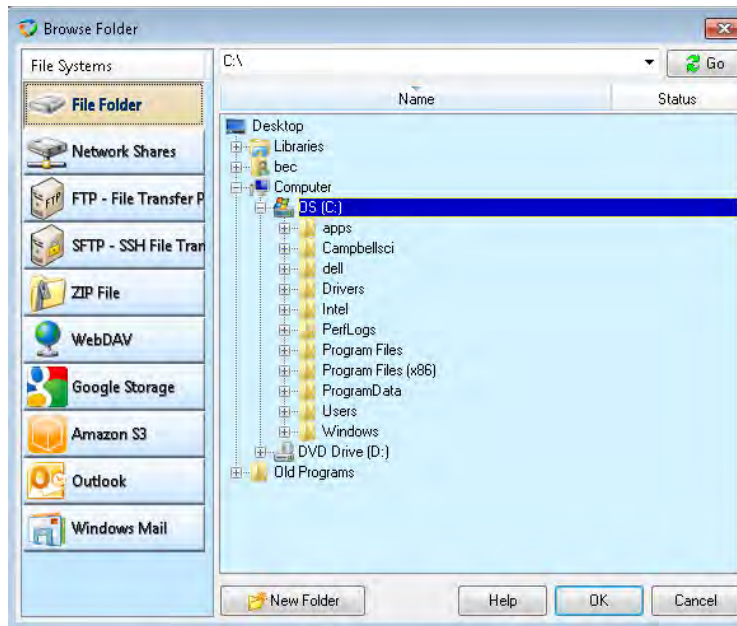 Browse Folder
File Systems
File Folder
Network Shares
FTP
FTP - File Transfer P
SFTP - SSH File Tran
ZIP File
WebDAV
Google Storage
Amazon S3
Outlook
Windows Mail
C:\
Go
Name Status
Desktop
Libraries
bec
Computer
OS (C:)
apps
Campbellsci
dell
Drivers
Intel
PerfLogs
Program Files
Program Files (x86)
ProgramData
Users
Windows
DVD Drive (D:)
Old Programs
New Folder Help OK Cancel